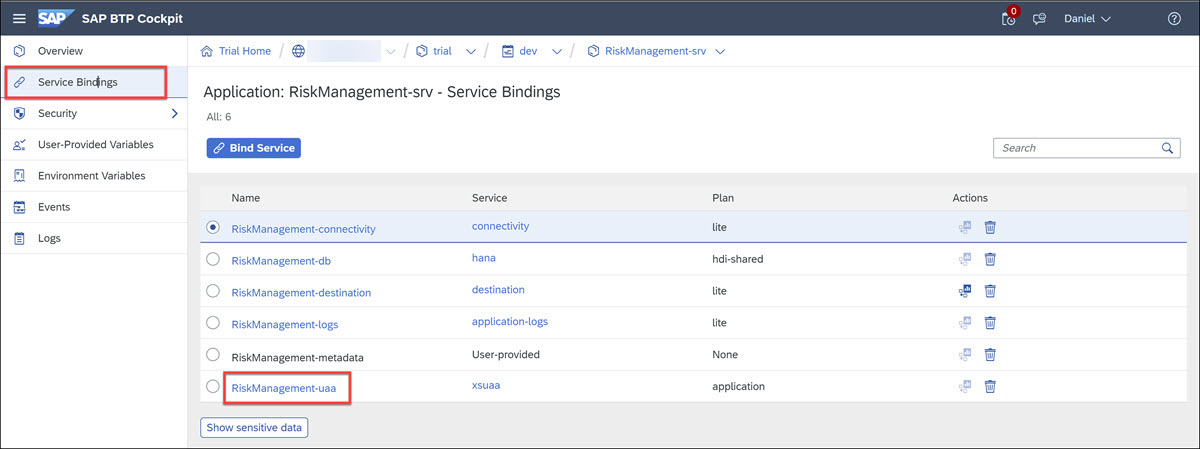 SAP SAP BTP Cockpit 0 Daniel
Overview
Service Bindings
Security
User-Provided Variables
Environment Variables
Events
Logs
Trial Home / / trial / dev / RiskManagement-srv
Application: RiskManagement-srv - Service Bindings
All: 6
Bind Service Search
Name Service Plan Actions
RiskManagement-connectivity connectivity lite
RiskManagement-db hana hdi-shared
RiskManagement-destination destination lite
RiskManagement-logs application-logs lite
RiskManagement-metadata User-provided None
RiskManagement-uaa xsuaa application
Show sensitive data